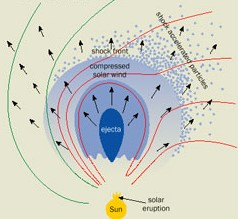 shock front
shock accelerated particles
compressed
solar wind
ejecta
solar
eruption
Sun